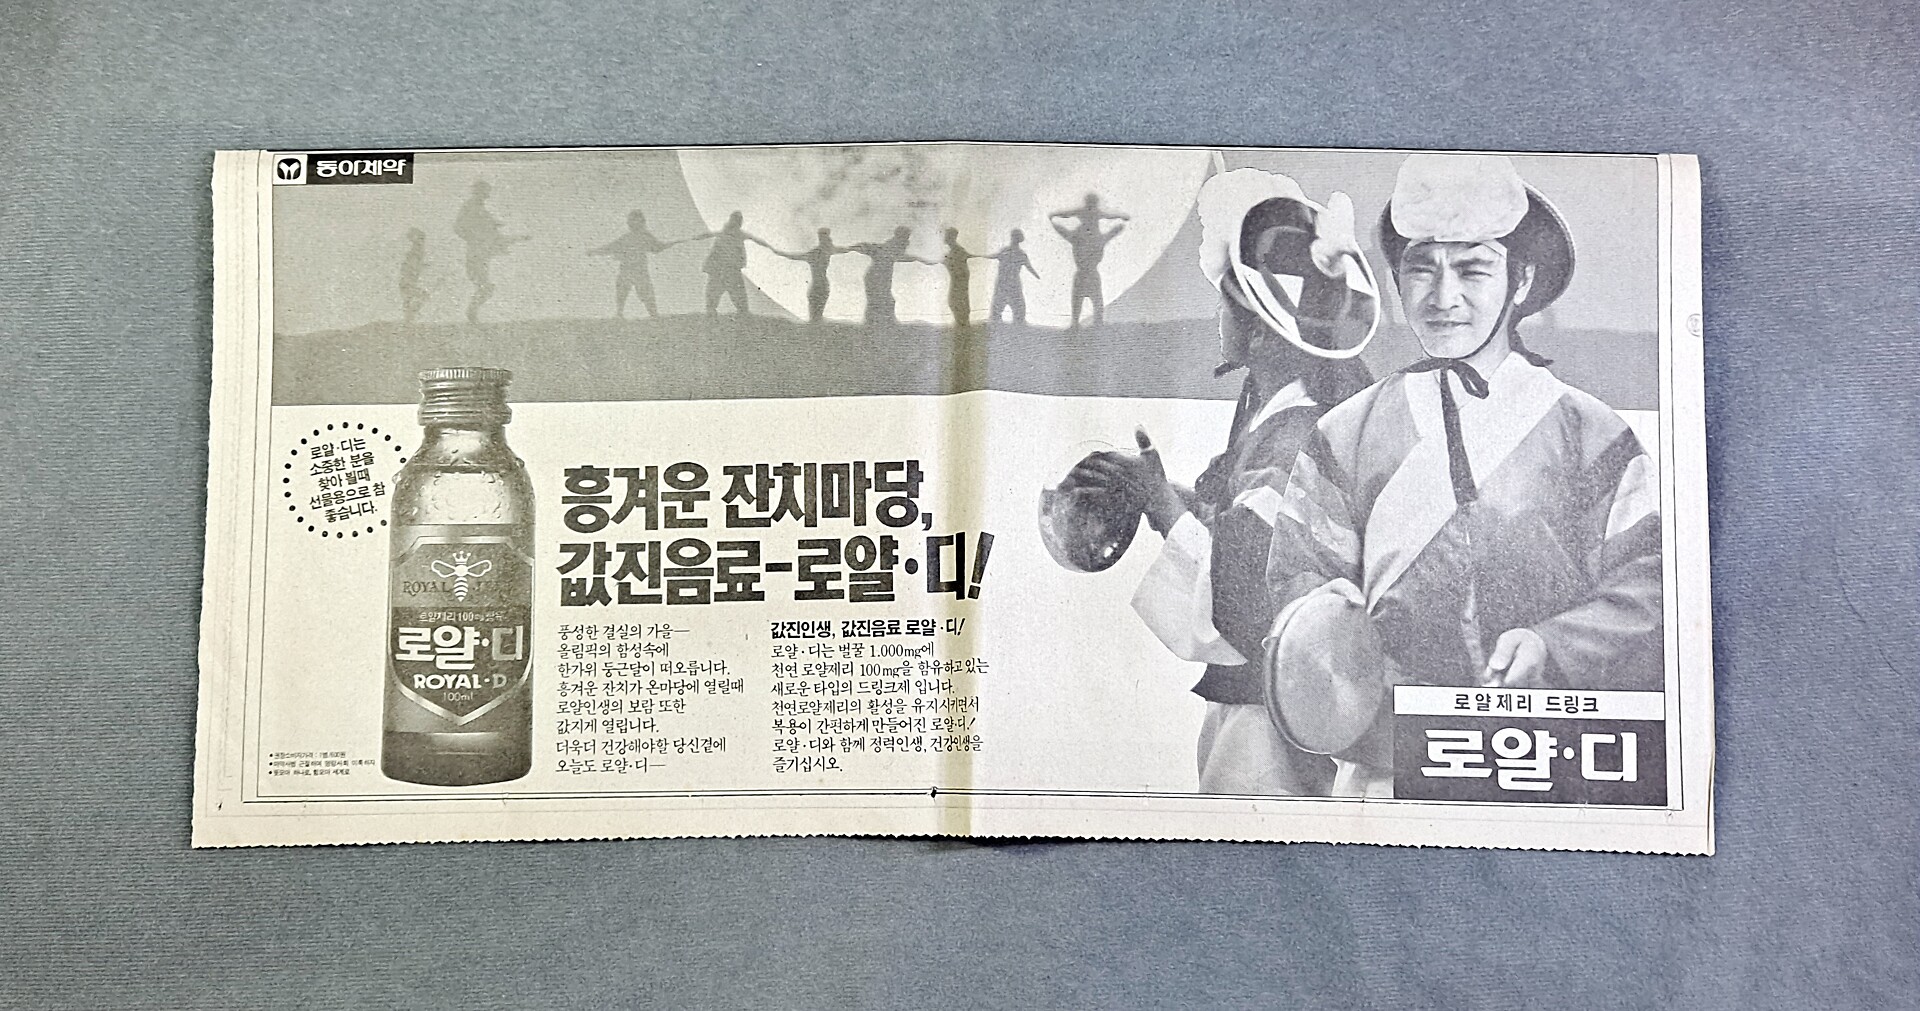 동아제약
로얄·디는
소중한 분을
찾아 뵐때
선물용으로 참
좋습니다.
ROYAL
로얄제리 100mg 함유
로얄·디
ROYAL·D
100ml
흥겨운 잔치마당,
값진음료-로얄·디!
풍성한 결실의 가을—
올림픽의 함성속에
한가위 둥근달이 떠오릅니다.
흥겨운 잔치가 온마당에 열릴때
로얄인생의 보람 또한
값지게 열립니다.
더욱더 건강해야할 당신곁에
오늘도 로얄·디—
값진인생, 값진음료 로얄·디!
로얄·디는 벌꿀 1.000mg에
천연 로얄제리 100mg을 함유하고 있는
새로운 타입의 드링크제 입니다.
천연로얄제리의 활성을 유지시키면서
복용이 간편하게 만들어진 로얄·디!
로얄·디와 함께 정력인생, 건강인생을
즐기십시오.
로얄제리 드링크
로얄·디